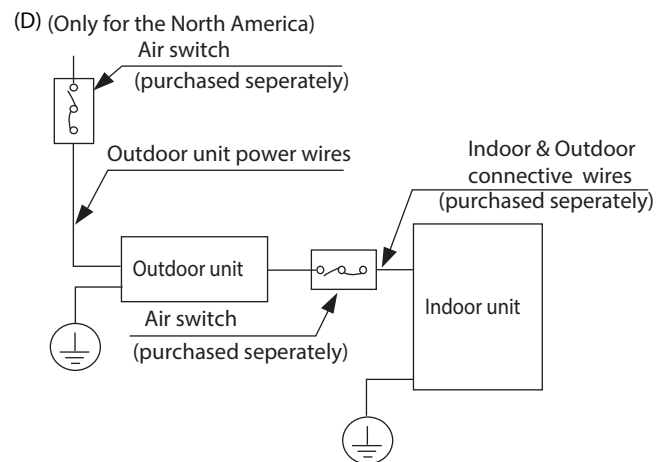 (D) (Only for the North America)
Air switch
(purchased seperately)
Outdoor unit power wires
Indoor & Outdoor
connective wires
(purchased seperately)
Outdoor unit
Indoor unit
Air switch
(purchased seperately)